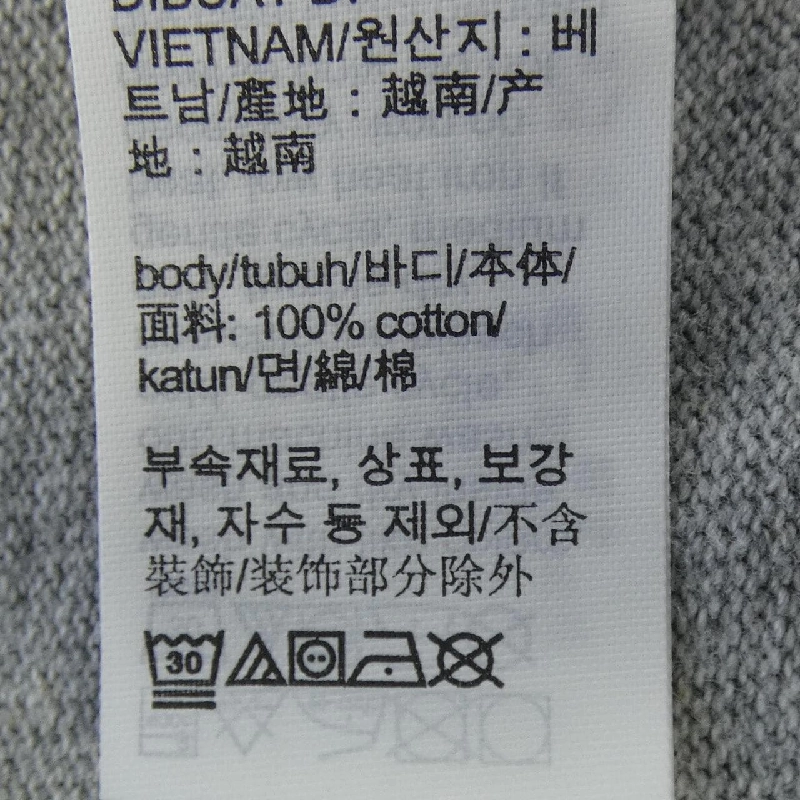 DIBUAT DI
VIETNAM/원산지 : 베
트남/產地 : 越南/产
地 : 越南
body/tubuh/바디/本体/
面料: 100% cotton/
katun/면/綿/棉
부속재료, 상표, 보강
재, 자수 등 제외/不含
裝飾/装饰部分除外
30